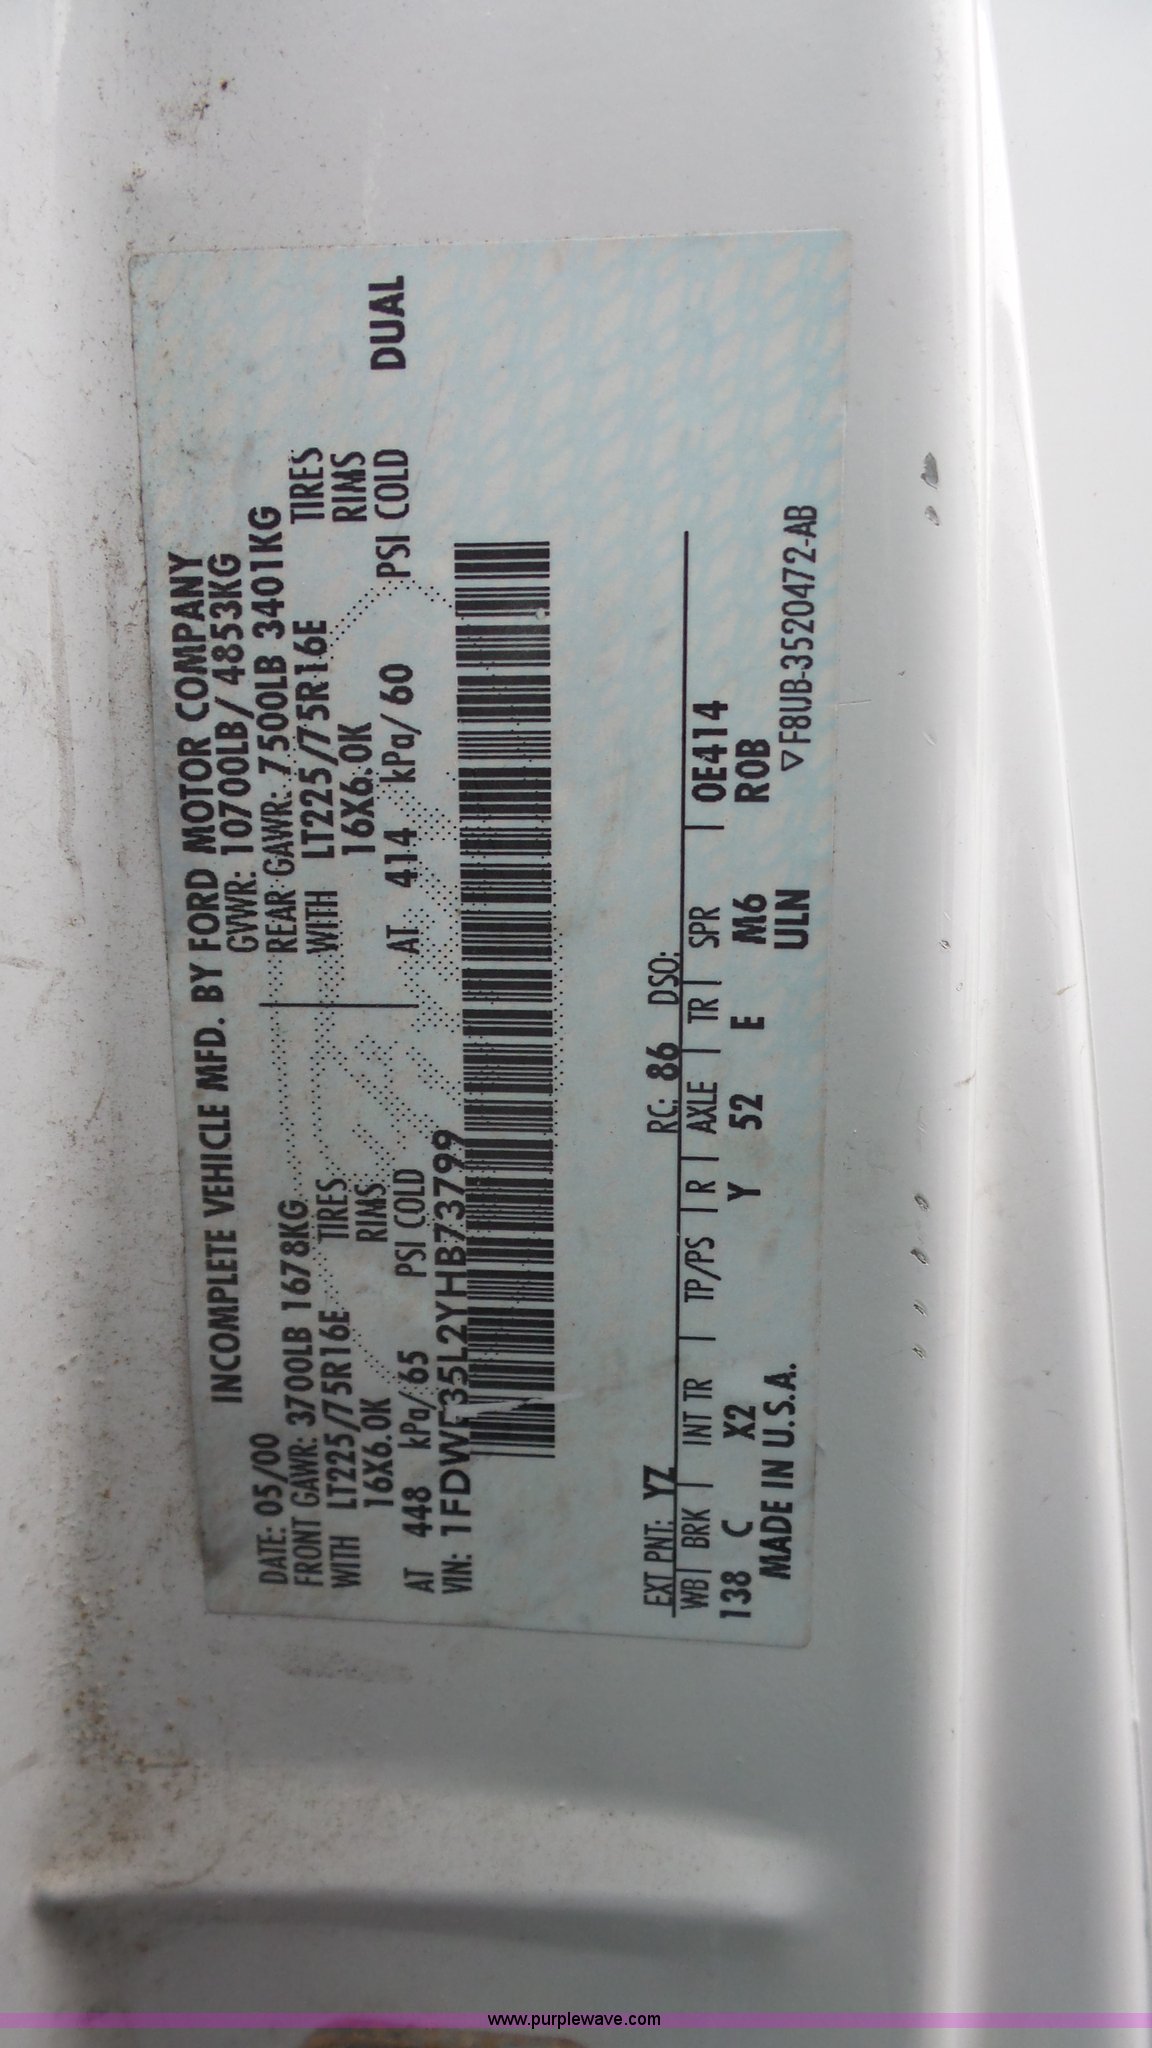 INCOMPLETE VEHICLE MFD. BY FORD MOTOR COMPANY
DATE: 05/00 GVWR: 10700LB/4853KG
FRONT GAWR: 3700LB 1678KG REAR GAWR: 7500LB 3401KG
WITH LT225/75R16E TIRES WITH LT225/75R16E TIRES
16X6.0K RIMS 16X6.0K RIMS
AT 448 kPa/65 PSI COLD AT 414 kPa/60 PSI COLD DUAL
VIN: 1FDWE35L2YHB73799
EXT PNT: YZ RC: 86 DSO:
WB | BRK | INT TR | TP/PS | R | AXLE | TR | SPR | 0E414
138 C X2 Y 52 E M6 R0B
MADE IN U.S.A. ULN
▽F8UB-3520472-AB
www.purplewave.com